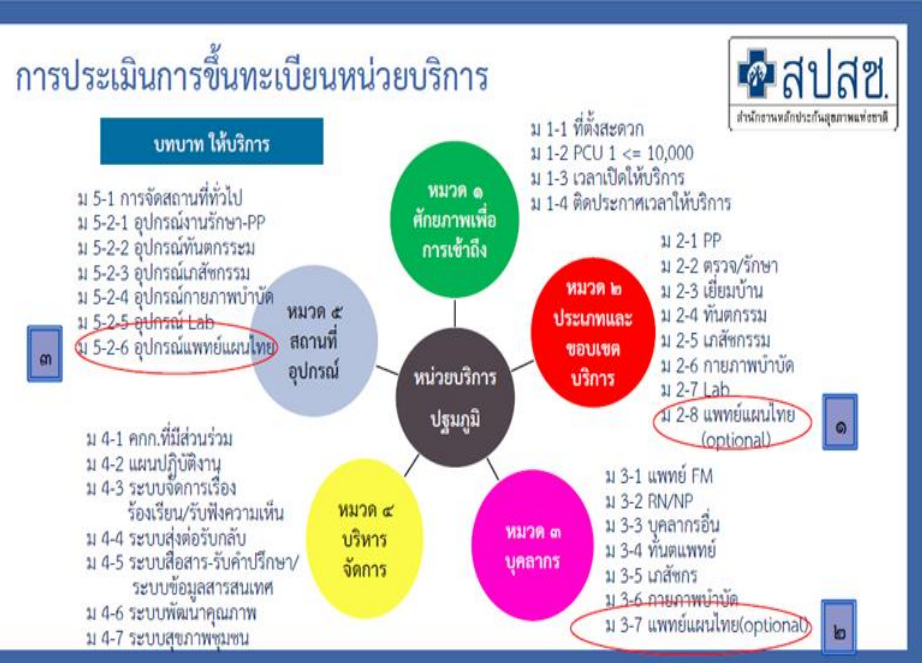 การประเมินการขึ้นทะเบียนหน่วยบริการ
สปสช.
สำนักงานหลักประกันสุขภาพแห่งชาติ
บทบาท ให้บริการ
หมวด ๑
ศักยภาพเพื่อ
การเข้าถึง
ม 1-1 ที่ตั้งสะดวก
ม 1-2 PCU 1 <= 10,000
ม 1-3 เวลาเปิดให้บริการ
ม 1-4 ติดประกาศเวลาให้บริการ
หมวด ๒
ประเภทและ
ขอบเขต
บริการ
ม 2-1 PP
ม 2-2 ตรวจ/รักษา
ม 2-3 เยี่ยมบ้าน
ม 2-4 ทันตกรรม
ม 2-5 เภสัชกรรม
ม 2-6 กายภาพบำบัด
ม 2-7 Lab
ม 2-8 แพทย์แผนไทย
(optional)
๑
หน่วยบริการ
ปฐมภูมิ
หมวด ๓
บุคลากร
ม 3-1 แพทย์ FM
ม 3-2 RN/NP
ม 3-3 บุคลากรอื่น
ม 3-4 ทันตแพทย์
ม 3-5 เภสัชกร
ม 3-6 กายภาพบำบัด
ม 3-7 แพทย์แผนไทย(optional)
๒
หมวด ๔
บริหาร
จัดการ
ม 4-1 คกก.ที่มีส่วนร่วม
ม 4-2 แผนปฏิบัติงาน
ม 4-3 ระบบจัดการเรื่อง
ร้องเรียน/รับฟังความเห็น
ม 4-4 ระบบส่งต่อรับกลับ
ม 4-5 ระบบสื่อสาร-รับคำปรึกษา/
ระบบข้อมูลสารสนเทศ
ม 4-6 ระบบพัฒนาคุณภาพ
ม 4-7 ระบบสุขภาพชุมชน
หมวด ๕
สถานที่
อุปกรณ์
ม 5-1 การจัดสถานที่ทั่วไป
ม 5-2-1 อุปกรณ์งานรักษา-PP
ม 5-2-2 อุปกรณ์ทันตกรระม
ม 5-2-3 อุปกรณ์เภสัชกรรม
ม 5-2-4 อุปกรณ์กายภาพบำบัด
ม 5-2-5 อุปกรณ์ Lab
ม 5-2-6 อุปกรณ์แพทย์แผนไทย
๓